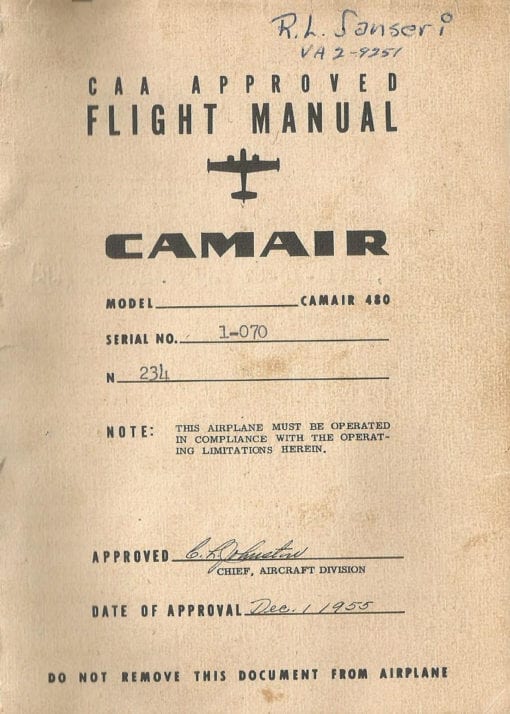 R.L. Sanseri
VA 2-9251
CAA APPROVED
FLIGHT MANUAL
CAMAIR
MODEL CAMAIR 480
SERIAL NO. 1-070
N 234
NOTE: THIS AIRPLANE MUST BE OPERATED
IN COMPLIANCE WITH THE OPERAT-
ING LIMITATIONS HEREIN.
APPROVED C. L. Johnston
CHIEF, AIRCRAFT DIVISION
DATE OF APPROVAL Dec. 1 1955
DO NOT REMOVE THIS DOCUMENT FROM AIRPLANE